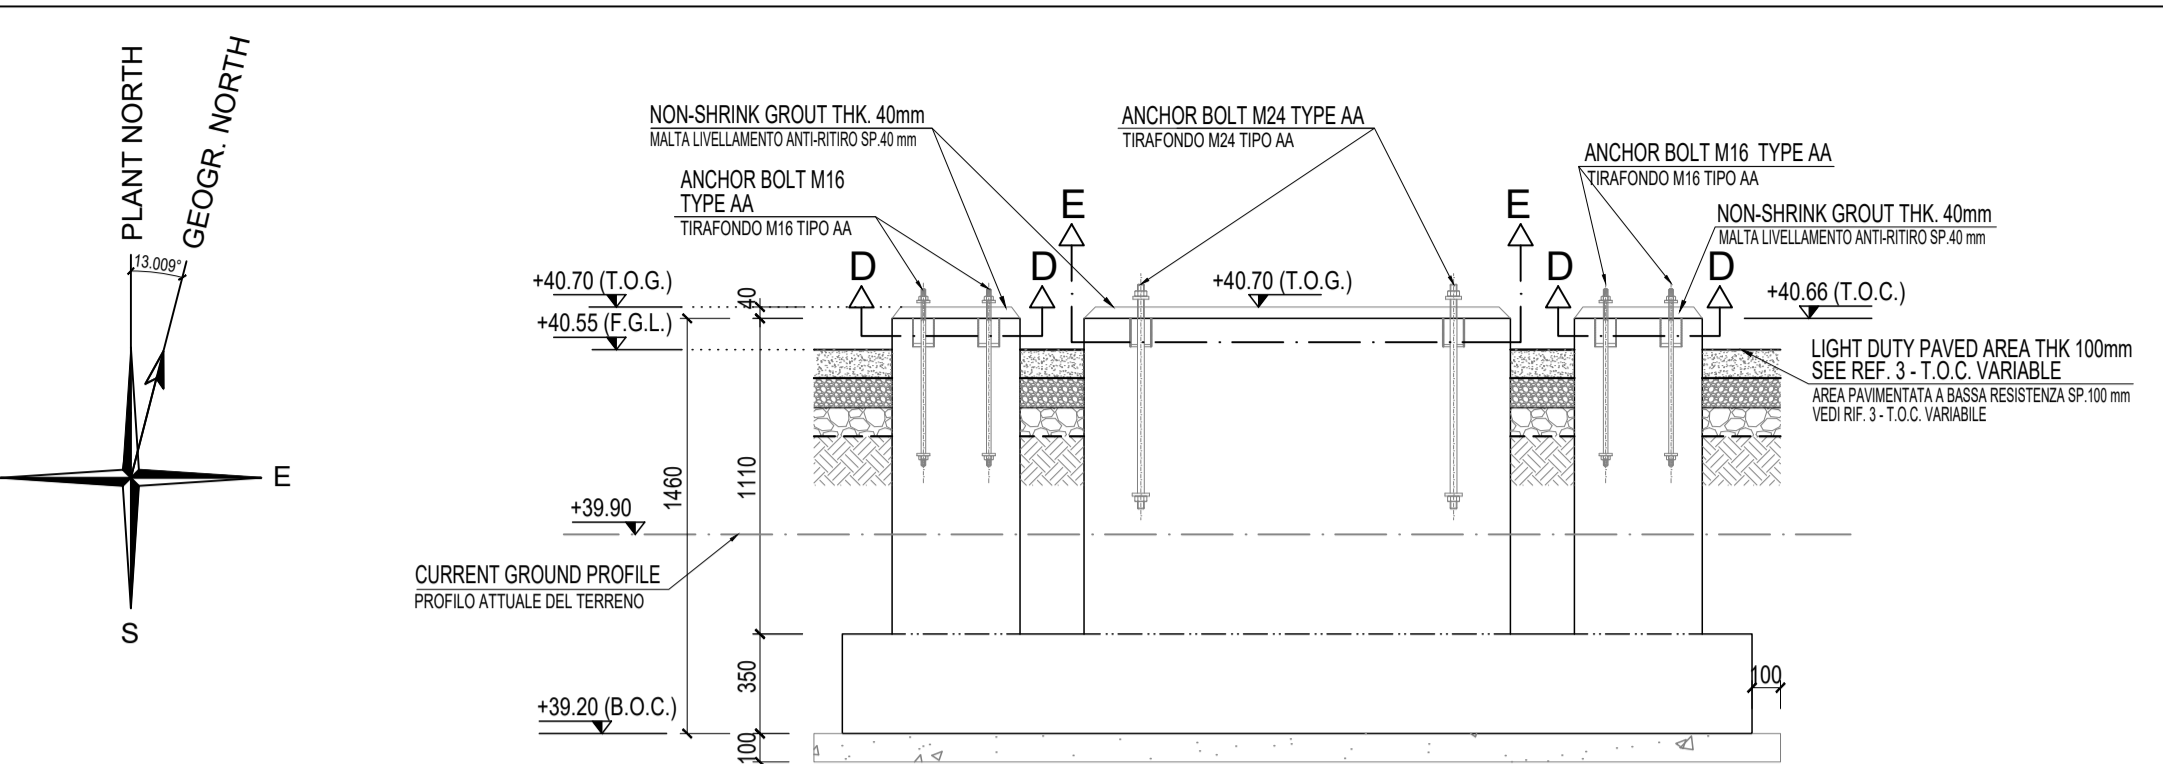 PLANT NORTH
GEOGR. NORTH
13.009°
E
S
NON-SHRINK GROUT THK. 40mm
MALTA LIVELLAMENTO ANTI-RITIRO SP.40 mm
ANCHOR BOLT M16
TYPE AA
TIRAFONDO M16 TIPO AA
ANCHOR BOLT M24 TYPE AA
TIRAFONDO M24 TIPO AA
ANCHOR BOLT M16 TYPE AA
TIRAFONDO M16 TIPO AA
NON-SHRINK GROUT THK. 40mm
MALTA LIVELLAMENTO ANTI-RITIRO SP.40 mm
E
E
D
D
D
D
+40.70 (T.O.G.)
40
+40.70 (T.O.G.)
+40.66 (T.O.C.)
+40.55 (F.G.L.)
LIGHT DUTY PAVED AREA THK 100mm
SEE REF. 3 - T.O.C. VARIABLE
AREA PAVIMENTATA A BASSA RESISTENZA SP.100 mm
VEDI RIF. 3 - T.O.C. VARIABILE
1460
1110
+39.90
CURRENT GROUND PROFILE
PROFILO ATTUALE DEL TERRENO
350
100
+39.20 (B.O.C.)
100